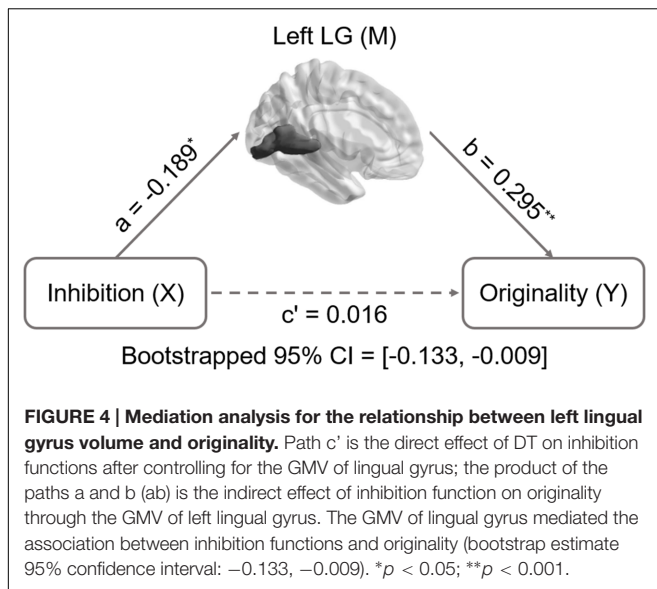 Left LG (M)
a = -0.189*
b = 0.295**
Inhibition (X)
Originality (Y)
c' = 0.016
Bootstrapped 95% CI = [-0.133, -0.009]
FIGURE 4 | Mediation analysis for the relationship between left lingual
gyrus volume and originality. Path c’ is the direct effect of DT on inhibition
functions after controlling for the GMV of lingual gyrus; the product of the
paths a and b (ab) is the indirect effect of inhibition function on originality
through the GMV of left lingual gyrus. The GMV of lingual gyrus mediated the
association between inhibition functions and originality (bootstrap estimate
95% confidence interval: −0.133, −0.009). *p < 0.05; **p < 0.001.